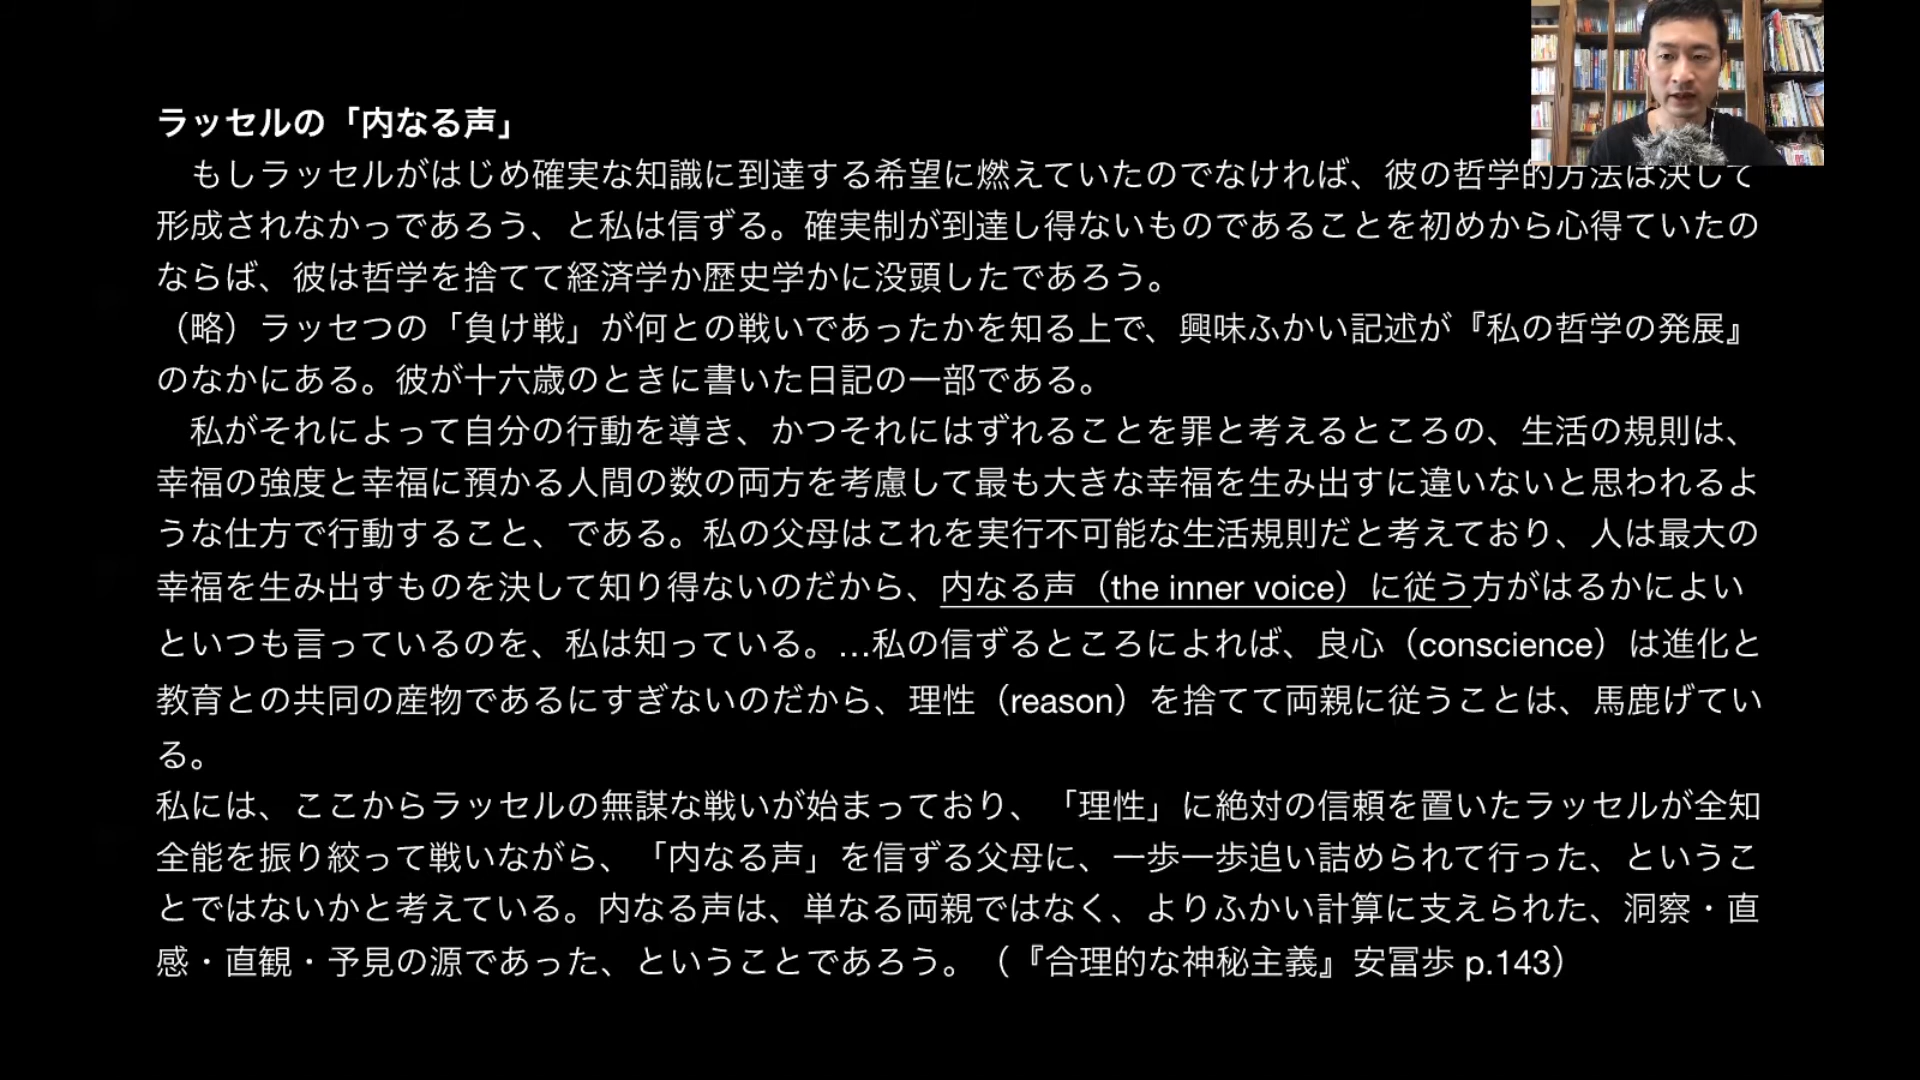 ラッセルの「内なる声」
もしラッセルがはじめ確実な知識に到達する希望に燃えていたのでなければ、彼の哲学的方法は決して
形成されなかっであろう、と私は信ずる。確実制が到達し得ないものであることを初めから心得ていたの
ならば、彼は哲学を捨てて経済学か歴史学かに没頭したであろう。
（略）ラッセつの「負け戦」が何との戦いであったかを知る上で、興味ふかい記述が『私の哲学の発展』
のなかにある。彼が十六歳のときに書いた日記の一部である。
私がそれによって自分の行動を導き、かつそれにはずれることを罪と考えるところの、生活の規則は、
幸福の強度と幸福に預かる人間の数の両方を考慮して最も大きな幸福を生み出すに違いないと思われるよ
うな仕方で行動すること、である。私の父母はこれを実行不可能な生活規則だと考えており、人は最大の
幸福を生み出すものを決して知り得ないのだから、内なる声（the inner voice）に従う方がはるかによい
といつも言っているのを、私は知っている。…私の信ずるところによれば、良心（conscience）は進化と
教育との共同の産物であるにすぎないのだから、理性（reason）を捨てて両親に従うことは、馬鹿げてい
る。
私には、ここからラッセルの無謀な戦いが始まっており、「理性」に絶対の信頼を置いたラッセルが全知
全能を振り絞って戦いながら、「内なる声」を信ずる父母に、一歩一歩追い詰められて行った、というこ
とではないかと考えている。内なる声は、単なる両親ではなく、よりふかい計算に支えられた、洞察・直
感・直観・予見の源であった、ということであろう。（『合理的な神秘主義』安冨歩 p.143）